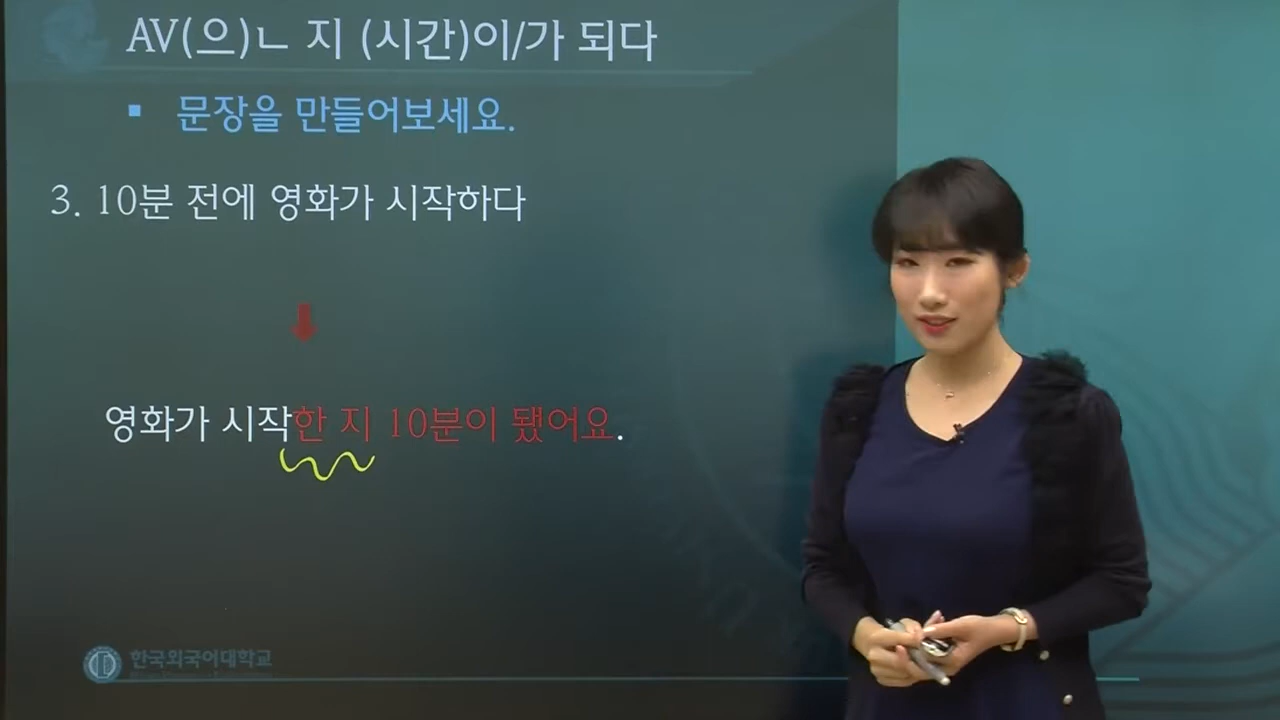 AV(으)ㄴ 지 (시간)이/가 되다
▪ 문장을 만들어보세요.
3. 10분 전에 영화가 시작하다
영화가 시작한 지 10분이 됐어요.
한국외국어대학교